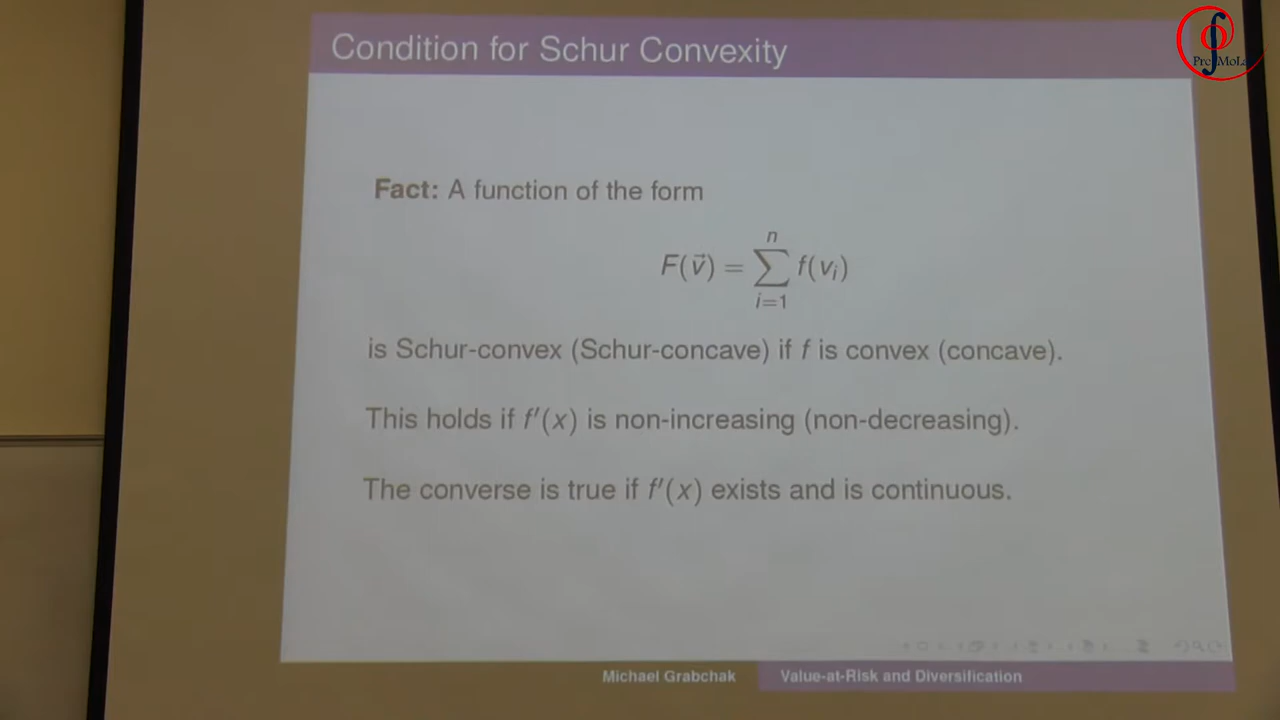 Condition for Schur Convexity
Fact: A function of the form
F(v⃗) = ∑ⁿᵢ₌₁ f(vᵢ)
is Schur-convex (Schur-concave) if f is convex (concave).
This holds if f′(x) is non-increasing (non-decreasing).
The converse is true if f′(x) exists and is continuous.
Michael Grabchak
Value-at-Risk and Diversification